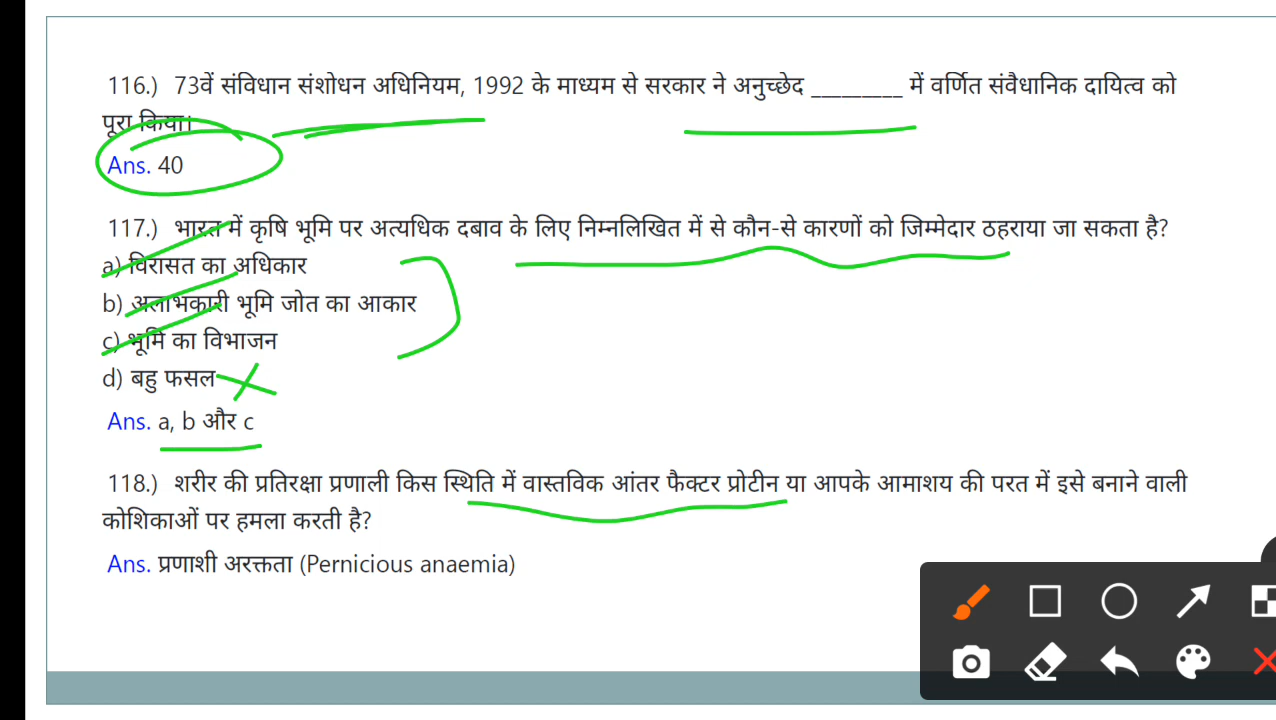 116.) 73वें संविधान संशोधन अधिनियम, 1992 के माध्यम से सरकार ने अनुच्छेद _________ में वर्णित संवैधानिक दायित्व को
पूरा किया।
Ans. 40
117.) भारत में कृषि भूमि पर अत्यधिक दबाव के लिए निम्नलिखित में से कौन-से कारणों को जिम्मेदार ठहराया जा सकता है?
a) विरासत का अधिकार
b) अलाभकारी भूमि जोत का आकार
c) भूमि का विभाजन
d) बहु फसल
Ans. a, b और c
118.) शरीर की प्रतिरक्षा प्रणाली किस स्थिति में वास्तविक आंतर फैक्टर प्रोटीन या आपके आमाशय की परत में इसे बनाने वाली
कोशिकाओं पर हमला करती है?
Ans. प्रणाशी अरक्तता (Pernicious anaemia)